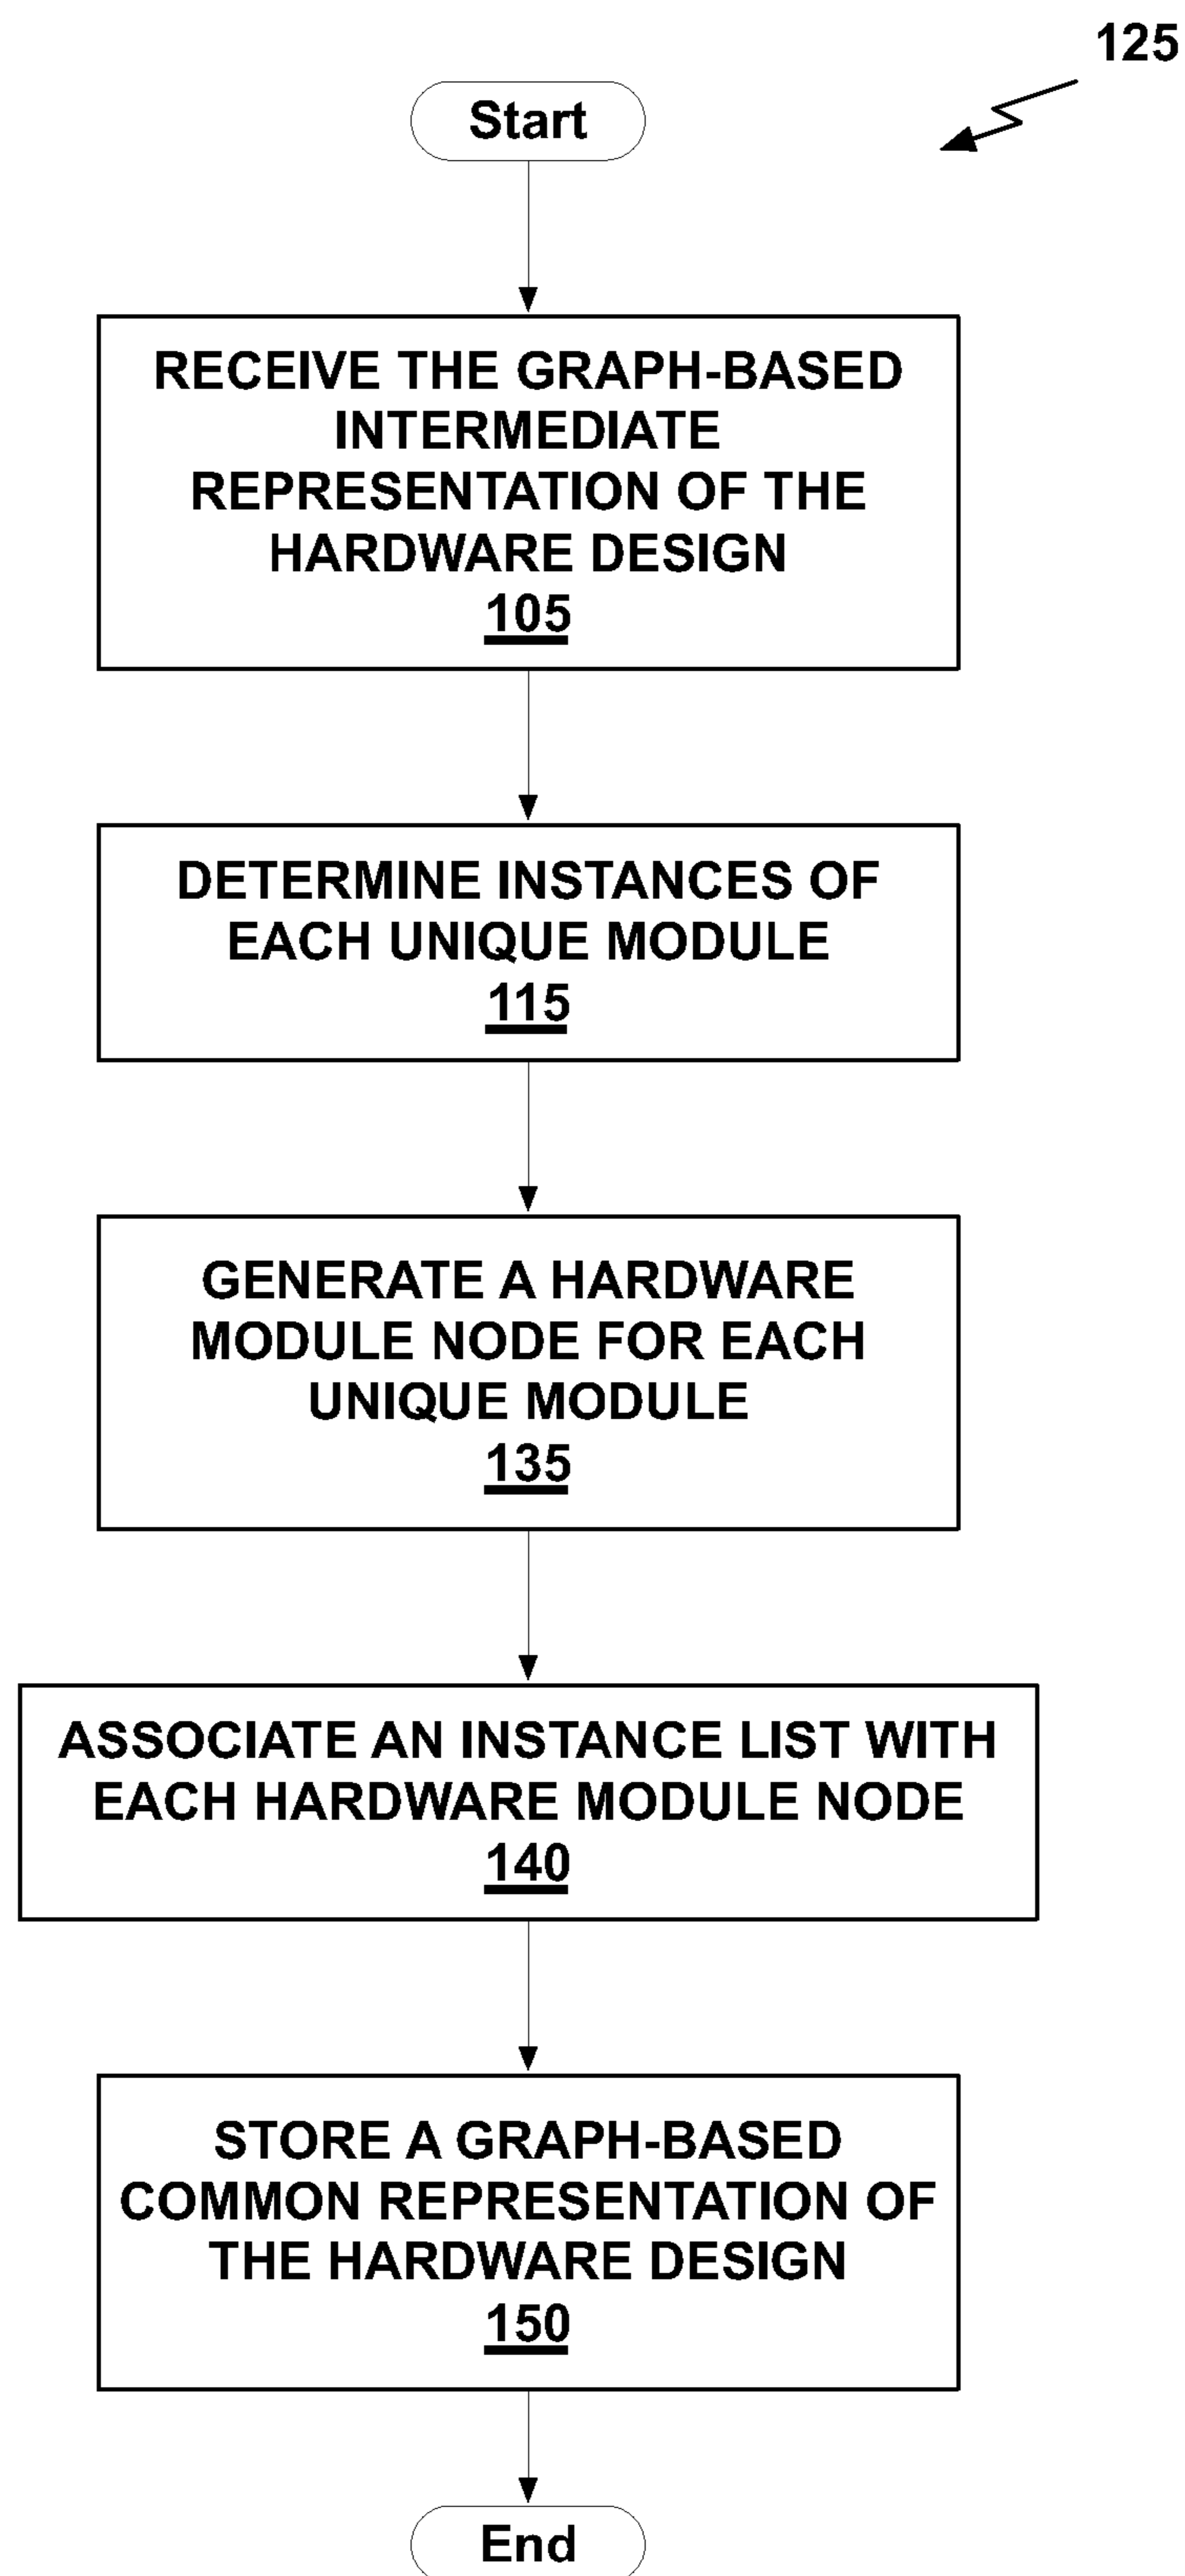 125
Start
RECEIVE THE GRAPH-BASED
INTERMEDIATE
REPRESENTATION OF THE
HARDWARE DESIGN
105
DETERMINE INSTANCES OF
EACH UNIQUE MODULE
115
GENERATE A HARDWARE
MODULE NODE FOR EACH
UNIQUE MODULE
135
ASSOCIATE AN INSTANCE LIST WITH
EACH HARDWARE MODULE NODE
140
STORE A GRAPH-BASED
COMMON REPRESENTATION OF
THE HARDWARE DESIGN
150
End